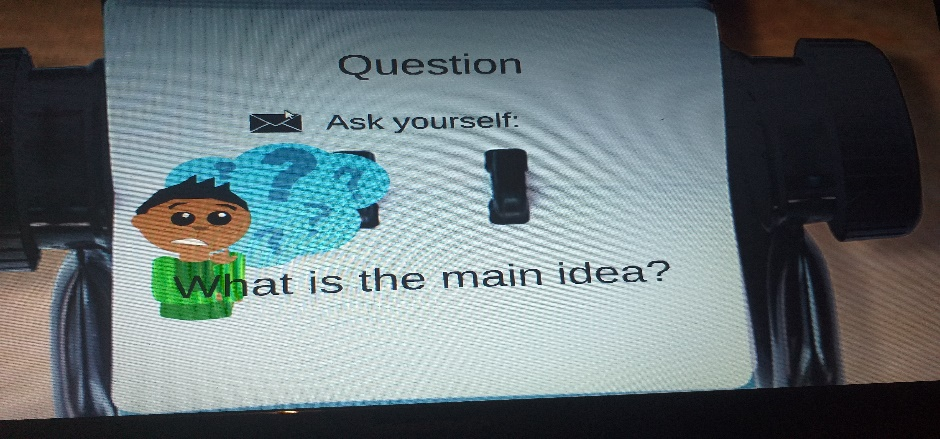 Question
Ask yourself:
What is the main idea?